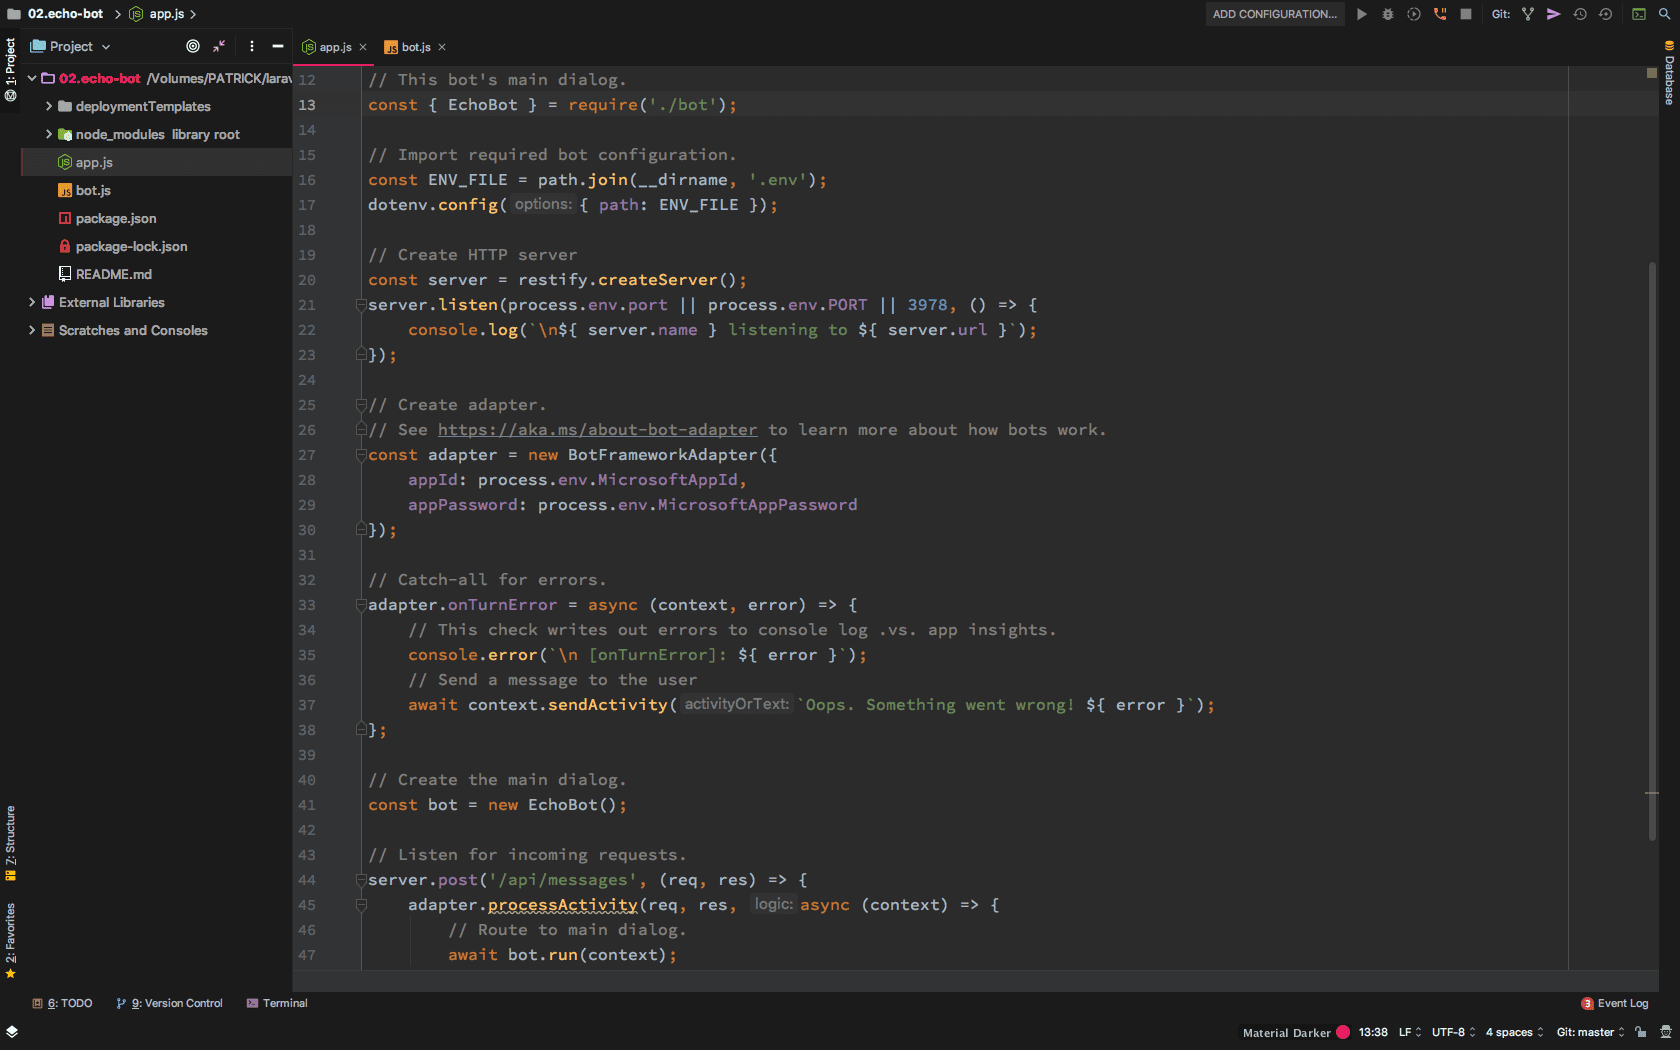 02.echo-bot app.js
ADD CONFIGURATION...
Git:
1: Project
Project
app.js
bot.js
02.echo-bot /Volumes/PATRICK/larav
deploymentTemplates
node_modules library root
app.js
bot.js
package.json
package-lock.json
README.md
External Libraries
Scratches and Consoles
12 // This bot's main dialog.
13 const { EchoBot } = require('./bot');
14
15 // Import required bot configuration.
16 const ENV_FILE = path.join(__dirname, '.env');
17 dotenv.config( options: { path: ENV_FILE });
18
19 // Create HTTP server
20 const server = restify.createServer();
21 server.listen(process.env.port || process.env.PORT || 3978, () => {
22 console.log(`\n${ server.name } listening to ${ server.url }`);
23 });
24
25 // Create adapter.
26 // See https://aka.ms/about-bot-adapter to learn more about how bots work.
27 const adapter = new BotFrameworkAdapter({
28 appId: process.env.MicrosoftAppId,
29 appPassword: process.env.MicrosoftAppPassword
30 });
31
32 // Catch-all for errors.
33 adapter.onTurnError = async (context, error) => {
34 // This check writes out errors to console log .vs. app insights.
35 console.error(`\n [onTurnError]: ${ error }`);
36 // Send a message to the user
37 await context.sendActivity( activityOrText: `Oops. Something went wrong! ${ error }`);
38 };
39
40 // Create the main dialog.
41 const bot = new EchoBot();
42
43 // Listen for incoming requests.
44 server.post('/api/messages', (req, res) => {
45 adapter.processActivity(req, res, logic: async (context) => {
46 // Route to main dialog.
47 await bot.run(context);
Database
7: Structure
2: Favorites
6: TODO
9: Version Control
Terminal
3 Event Log
Material Darker
13:38
LF
UTF-8
4 spaces
Git: master